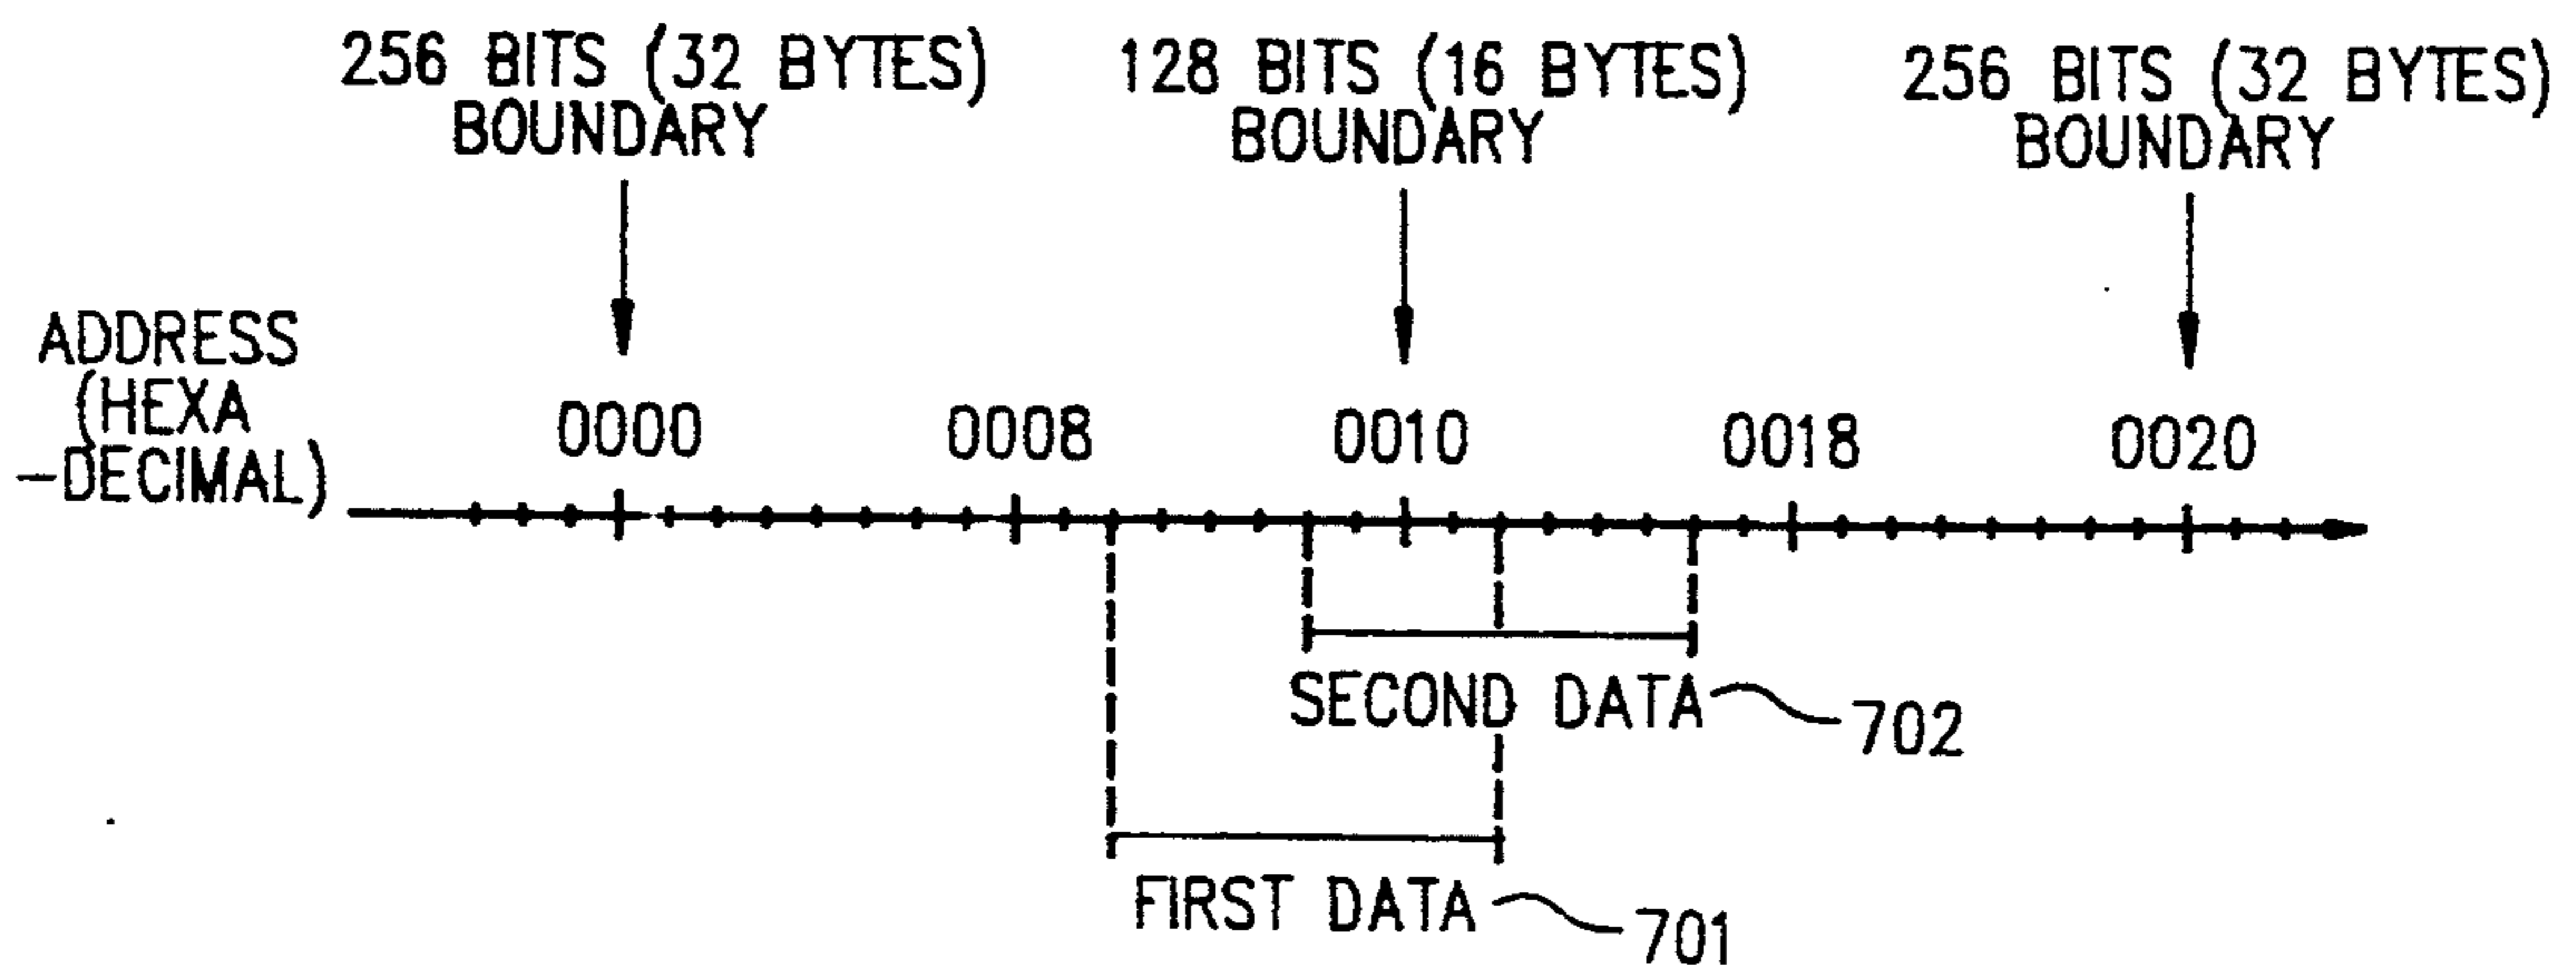 256 BITS (32 BYTES)
BOUNDARY
128 BITS (16 BYTES)
BOUNDARY
256 BITS (32 BYTES)
BOUNDARY
ADDRESS
(HEXA
-DECIMAL)
0000
0008
0010
0018
0020
SECOND DATA
702
FIRST DATA
701